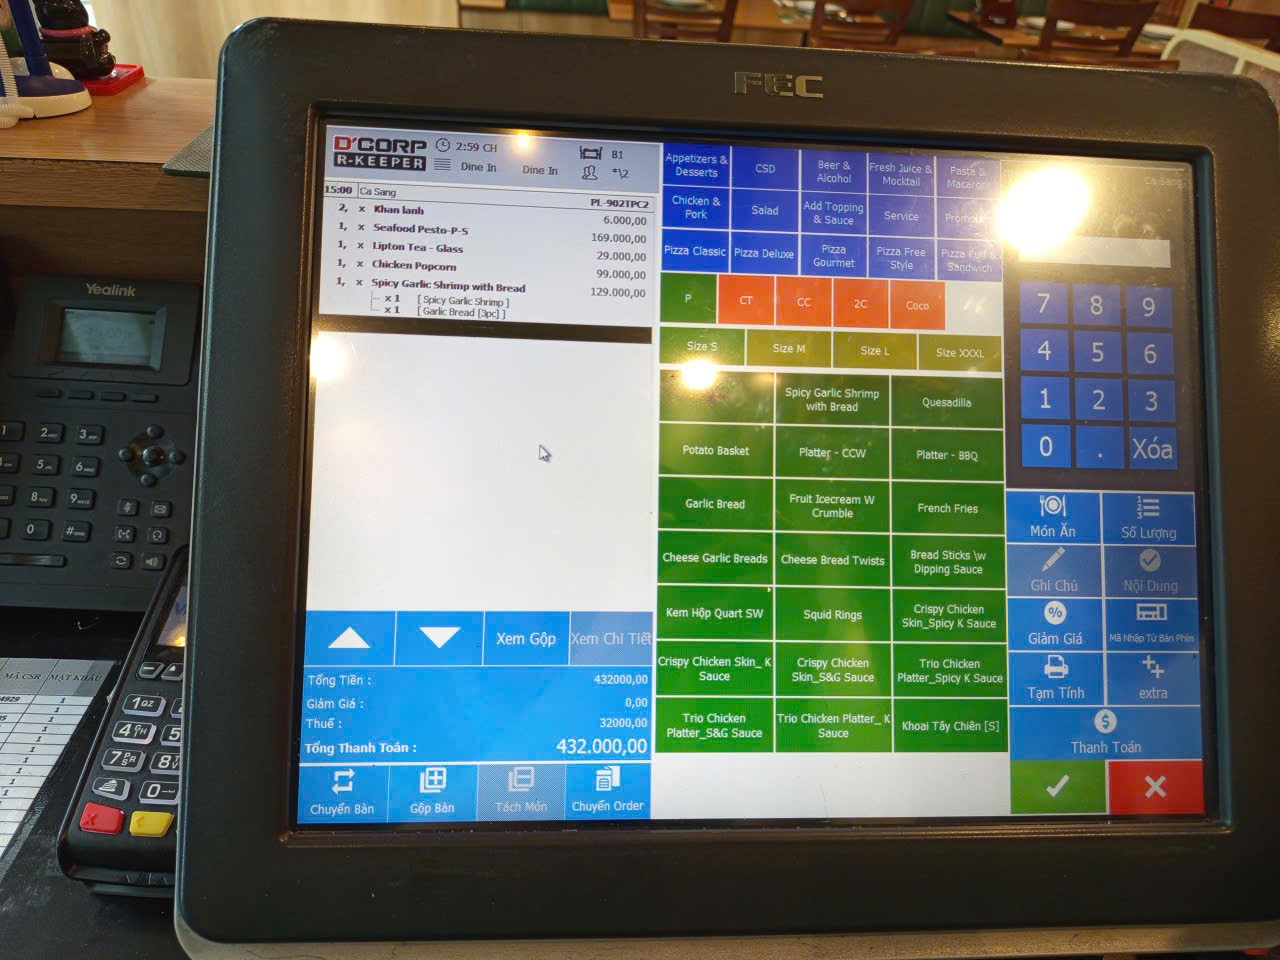 FEC
D'CORP
R-KEEPER
2:59 CH
Dine In
Dine In
B1
*\2
15:00
Ca Sang
PL-902TPC2
2, x Khan lanh 6.000,00
1, x Seafood Pesto-P-S 169.000,00
1, x Lipton Tea - Glass 29.000,00
1, x Chicken Popcorn 99.000,00
1, x Spicy Garlic Shrimp with Bread 129.000,00
x 1 [ Spicy Garlic Shrimp ]
x 1 [ Garlic Bread [3pc] ]
Xem Gộp
Xem Chi Tiết
Tổng Tiền : 432000,00
Giảm Giá : 0,00
Thuế : 32000,00
Tổng Thanh Toán : 432.000,00
Chuyển Bàn
Gộp Bàn
Tách Món
Chuyển Order
Appetizers & Desserts
CSD
Beer & Alcohol
Fresh Juice & Mocktail
Pasta & Macaroni
Chicken & Pork
Salad
Add Topping & Sauce
Service
Pizza Classic
Pizza Deluxe
Pizza Gourmet
Pizza Free Style
Pizza Puff & Sandwich
P
CT
CC
2C
Coco
Size S
Size M
Size L
Size XXXL
Spicy Garlic Shrimp with Bread
Quesadilla
Potato Basket
Platter - CCW
Platter - BBQ
Garlic Bread
Fruit Icecream W Crumble
French Fries
Cheese Garlic Breads
Cheese Bread Twists
Bread Sticks \w Dipping Sauce
Kem Hộp Quart SW
Squid Rings
Crispy Chicken Skin_Spicy K Sauce
Crispy Chicken Skin_ K Sauce
Crispy Chicken Skin_S&G Sauce
Trio Chicken Platter_Spicy K Sauce
Trio Chicken Platter_S&G Sauce
Trio Chicken Platter_ K Sauce
Khoai Tây Chiên [S]
Ca Sang
7 8 9
4 5 6
1 2 3
0 . Xóa
Món Ăn
Số Lượng
Ghi Chú
Nội Dung
Giảm Giá
Mã Nhập Từ Bàn Phím
Tạm Tính
extra
Thanh Toán
Yealink
MÃ CSR
MẬT KHẨU